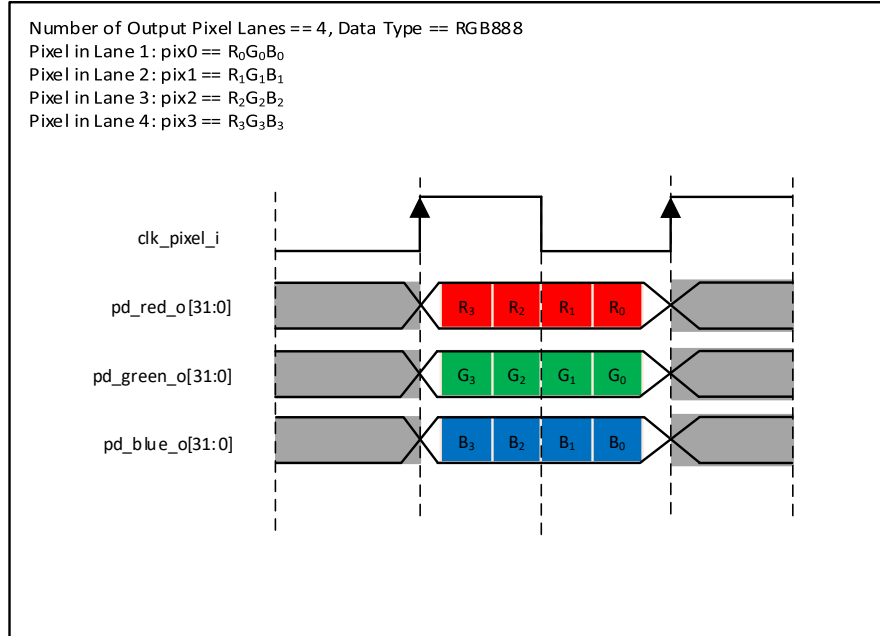 Number of Output Pixel Lanes == 4, Data Type == RGB888
Pixel in Lane 1: pix0 == R₀G₀B₀
Pixel in Lane 2: pix1 == R₁G₁B₁
Pixel in Lane 3: pix2 == R₂G₂B₂
Pixel in Lane 4: pix3 == R₃G₃B₃
clk_pixel_i
pd_red_o[31:0] R₃ R₂ R₁ R₀
pd_green_o[31:0] G₃ G₂ G₁ G₀
pd_blue_o[31:0] B₃ B₂ B₁ B₀